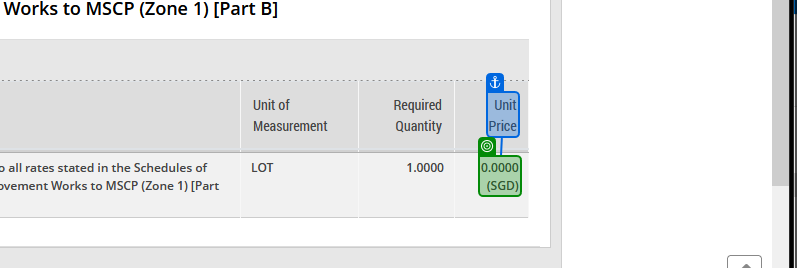 Works to MSCP (Zone 1) [Part B]
Unit of Measurement
Required Quantity
Unit Price
o all rates stated in the Schedules of
ovement Works to MSCP (Zone 1) [Part
LOT
1.0000
0.0000
(SGD)